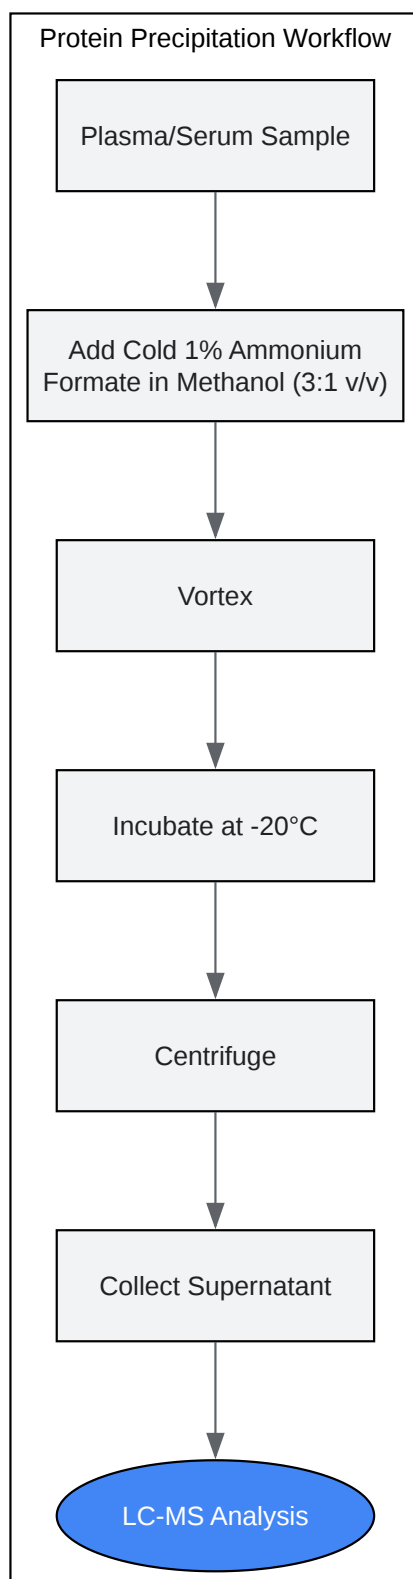 Protein Precipitation Workflow
Plasma/Serum Sample
Add Cold 1% Ammonium
Formate in Methanol (3:1 v/v)
Vortex
Incubate at -20°C
Centrifuge
Collect Supernatant
LC-MS Analysis